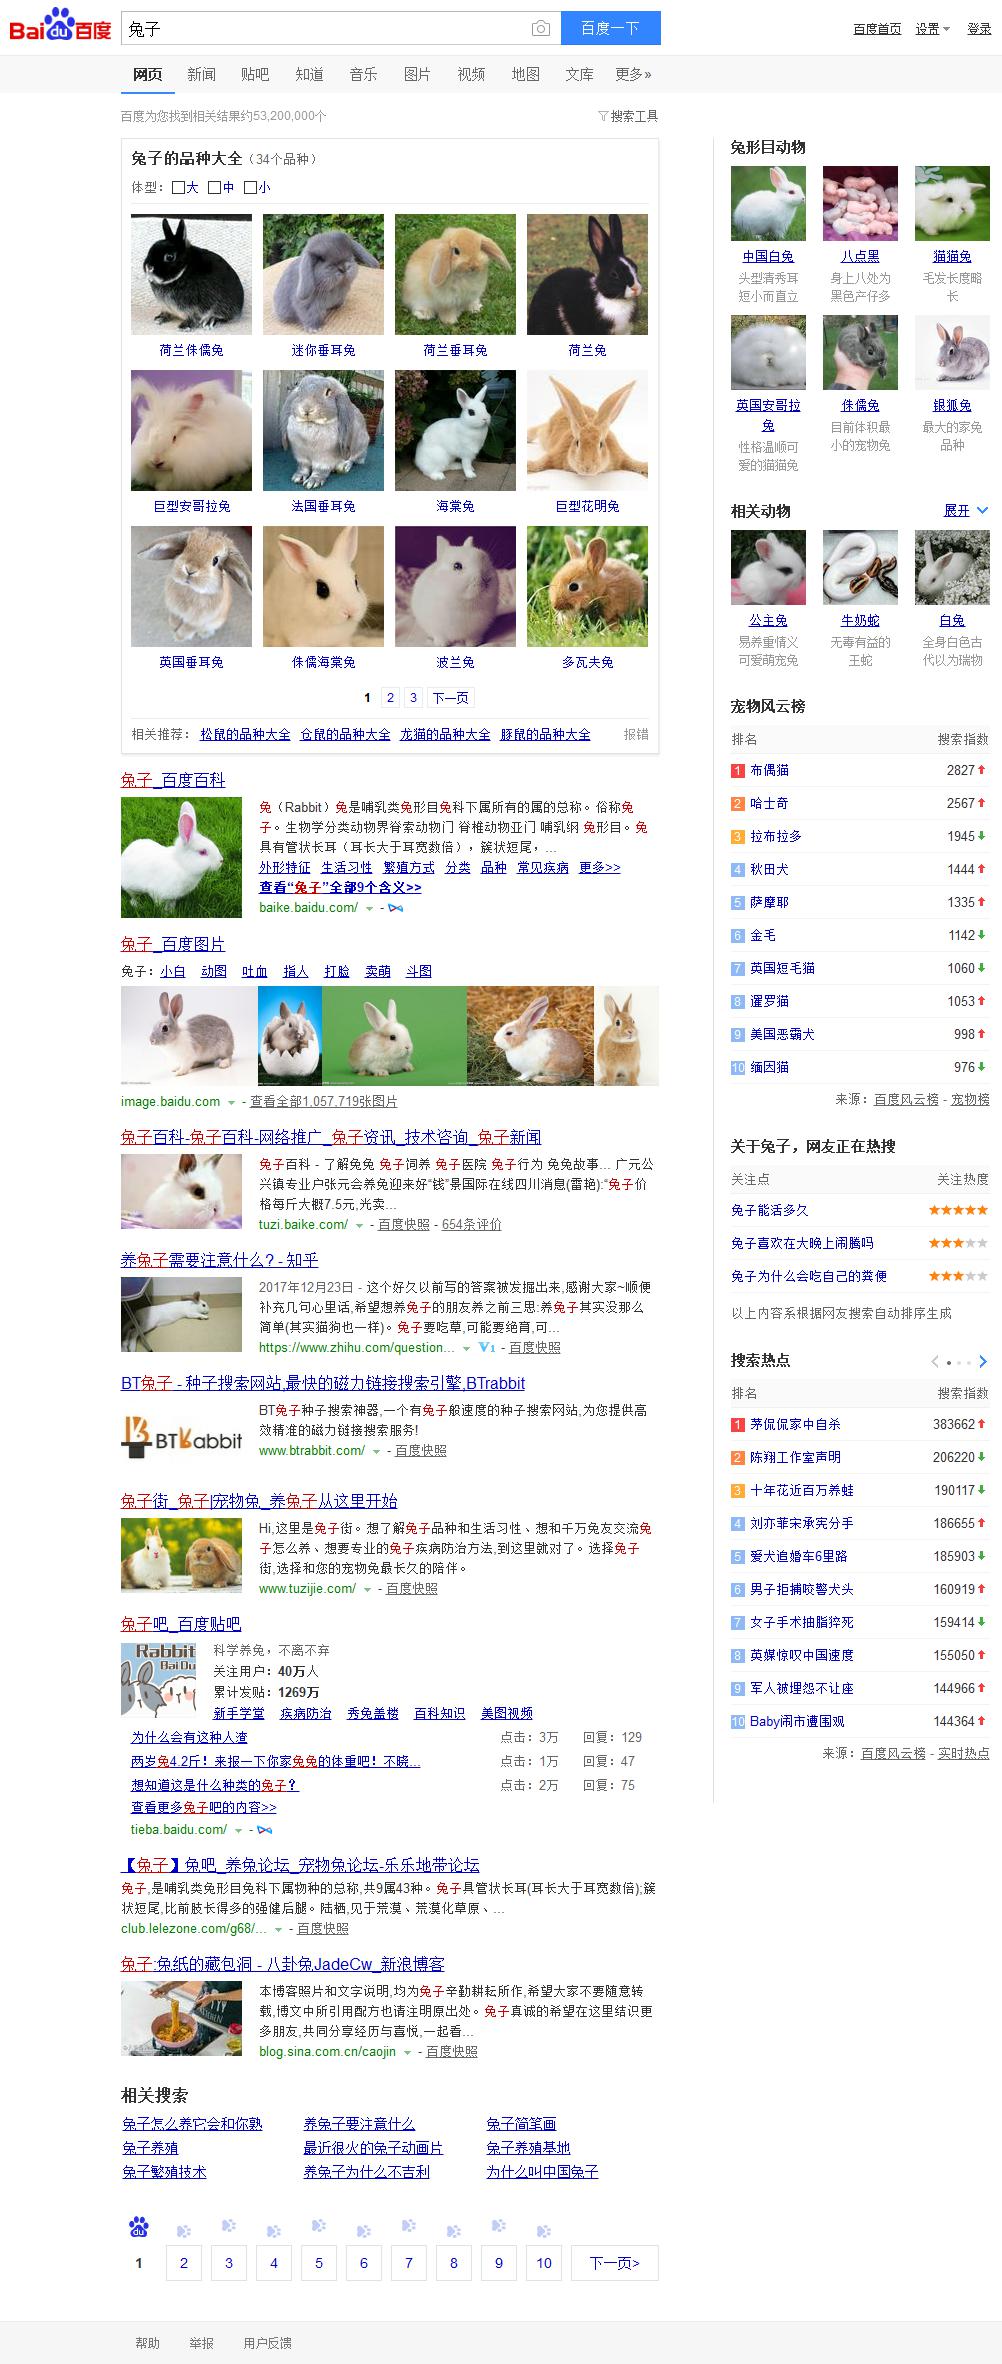 Bai du 百度 兔子 百度一下 百度首页 设置 登录
网页 新闻 贴吧 知道 音乐 图片 视频 地图 文库 更多»
百度为您找到相关结果约53,200,000个 搜索工具
兔子的品种大全（34个品种）
体型： 大 中 小
荷兰侏儒兔 迷你垂耳兔 荷兰垂耳兔 荷兰兔
巨型安哥拉兔 法国垂耳兔 海棠兔 巨型花明兔
英国垂耳兔 侏儒海棠兔 波兰兔 多瓦夫兔
1 2 3 下一页
相关推荐： 松鼠的品种大全 仓鼠的品种大全 龙猫的品种大全 豚鼠的品种大全 报错
兔子_百度百科
兔（Rabbit）兔是哺乳类兔形目兔科下属所有的属的总称。俗称兔
子。生物学分类动物界脊索动物门 脊椎动物亚门 哺乳纲 兔形目。兔
具有管状长耳（耳长大于耳宽数倍），簇状短尾，...
外形特征 生活习性 繁殖方式 分类 品种 常见疾病 更多>>
查看“兔子”全部9个含义>>
baike.baidu.com/ -
兔子_百度图片
兔子：小白 动图 吐血 指人 打脸 卖萌 斗图
image.baidu.com - 查看全部1,057,719张图片
兔子百科-兔子百科-网络推广_兔子资讯_技术咨询_兔子新闻
兔子百科 - 了解兔兔 兔子词养 兔子医院 兔子行为 兔兔故事... 广元公
兴镇专业户张元会养兔迎来好“钱”景国际在线四川消息(雷艳):“兔子价
格每斤大概7.5元,光卖...
tuzi.baike.com/ - 百度快照 - 654条评价
养兔子需要注意什么? - 知乎
2017年12月23日 - 这个好久以前写的答案被发掘出来,感谢大家~顺便
补充几句心里话,希望想养兔子的朋友养之前三思:养兔子其实没那么
简单(其实猫狗也一样)。兔子要吃草,可能要绝育,可...
https://www.zhihu.com/question... V1 - 百度快照
BT兔子 - 种子搜索网站,最快的磁力链接搜索引擎,BTrabbit
BTRabbit
BT兔子种子搜索神器,一个有兔子般速度的种子搜索网站,为您提供高
效精准的磁力链接搜索服务!
www.btrabbit.com/ - 百度快照
兔子街_兔子|宠物兔_养兔子从这里开始
Hi,这里是兔子街。想了解兔子品种和生活习性、想和千万兔友交流兔
子怎么养、想要专业的兔子疾病防治方法,到这里就对了。选择兔子
街,选择和您的宠物兔最长久的陪伴。
www.tuzijie.com/ - 百度快照
兔子吧_百度贴吧
Rabbit
BaiDu
科学养兔，不离不弃
关注用户：40万人
累计发贴：1269万
新手学堂 疾病防治 秀兔盖楼 百科知识 美图视频
为什么会有这种人渣 点击：3万 回复：129
两岁兔4.2斤！来报一下你家兔兔的体重吧！不晓... 点击：1万 回复：47
想知道这是什么种类的兔子？ 点击：2万 回复：75
查看更多兔子吧的内容>>
tieba.baidu.com/ -
【兔子】兔吧_养兔论坛_宠物兔论坛-乐乐地带论坛
兔子,是哺乳类兔形目兔科下属物种的总称,共9属43种。兔子具管状长耳(耳长大于耳宽数倍);簇
状短尾,比前肢长得多的强健后腿。陆栖,见于荒漠、荒漠化草原、...
club.lelezone.com/g68/... - 百度快照
兔子:兔纸的藏包洞 - 八卦兔JadeCw_新浪博客
本博客照片和文字说明,均为兔子辛勤耕耘所作,希望大家不要随意转
载,博文中所引用配方也请注明原出处。兔子真诚的希望在这里结识更
多朋友,共同分享经历与喜悦,一起看...
blog.sina.com.cn/caojin - 百度快照
相关搜索
兔子怎么养它会和你熟 养兔子要注意什么 兔子简笔画
兔子养殖 最近很火的兔子动画片 兔子养殖基地
兔子繁殖技术 养兔子为什么不吉利 为什么叫中国兔子
du
1 2 3 4 5 6 7 8 9 10 下一页>
帮助 举报 用户反馈
兔形目动物
中国白兔 八点黑 猫猫兔
头型清秀耳 身上八处为 毛发长度略
短小而直立 黑色产仔多 长
英国安哥拉 侏儒兔 银狐兔
兔 目前体积最 最大的家兔
性格温顺可 小的宠物兔 品种
爱的猫猫兔
相关动物 展开
公主兔 牛奶蛇 白兔
易养重情义 无毒有益的 全身白色古
可爱萌宠兔 王蛇 代以为瑞物
宠物风云榜
排名 搜索指数
1 布偶猫 2827
2 哈士奇 2567
3 拉布拉多 1945
4 秋田犬 1444
5 萨摩耶 1335
6 金毛 1142
7 英国短毛猫 1060
8 暹罗猫 1053
9 美国恶霸犬 998
10 缅因猫 976
来源：百度风云榜 - 宠物榜
关于兔子，网友正在热搜
关注点 关注热度
兔子能活多久
兔子喜欢在大晚上闹腾吗
兔子为什么会吃自己的粪便
以上内容系根据网友搜索自动排序生成
搜索热点
排名 搜索指数
1 茅侃侃家中自杀 383662
2 陈翔工作室声明 206220
3 十年花近百万养蛙 190117
4 刘亦菲宋承宪分手 186655
5 爱犬追婚车6里路 185903
6 男子拒捕咬警犬头 160919
7 女子手术抽脂猝死 159414
8 英媒惊叹中国速度 155050
9 军人被埋怨不让座 144966
10 Baby闹市遭围观 144364
来源：百度风云榜 - 实时热点